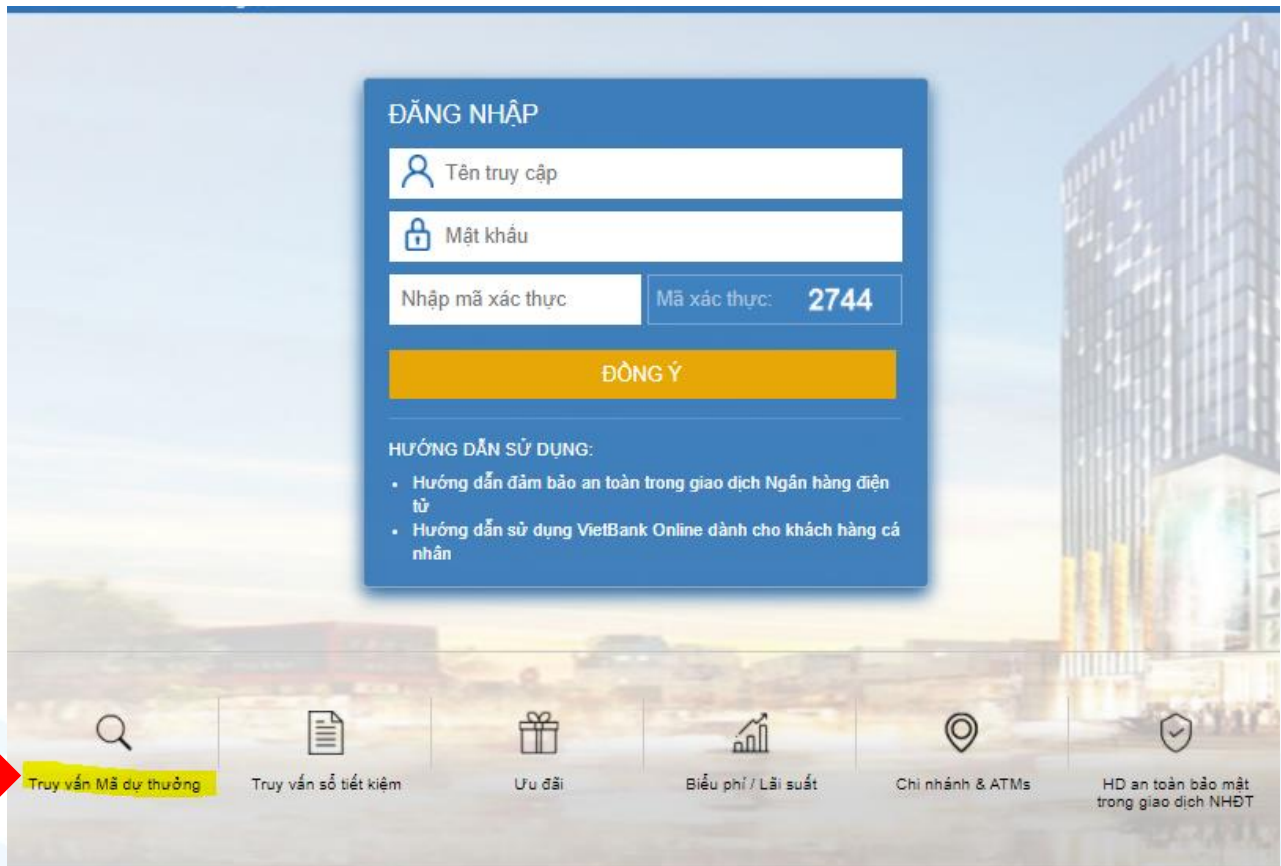 ĐĂNG NHẬP
Tên truy cập
Mật khẩu
Nhập mã xác thực
Mã xác thực: 2744
ĐỒNG Ý
HƯỚNG DẪN SỬ DỤNG:
• Hướng dẫn đảm bảo an toàn trong giao dịch Ngân hàng điện
tử
• Hướng dẫn sử dụng VietBank Online dành cho khách hàng cá
nhân
Truy vấn Mã dự thưởng
Truy vấn sổ tiết kiệm
Ưu đãi
Biểu phí / Lãi suất
Chi nhánh & ATMs
HD an toàn bảo mật
trong giao dịch NHĐT